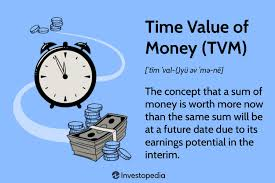 Time Value of
Money (TVM)
['tīm 'val-(,)yü əv 'mə-nē]
The concept that a sum of
money is worth more now
than the same sum will be
at a future date due to its
earnings potential in the
interim.
Investopedia